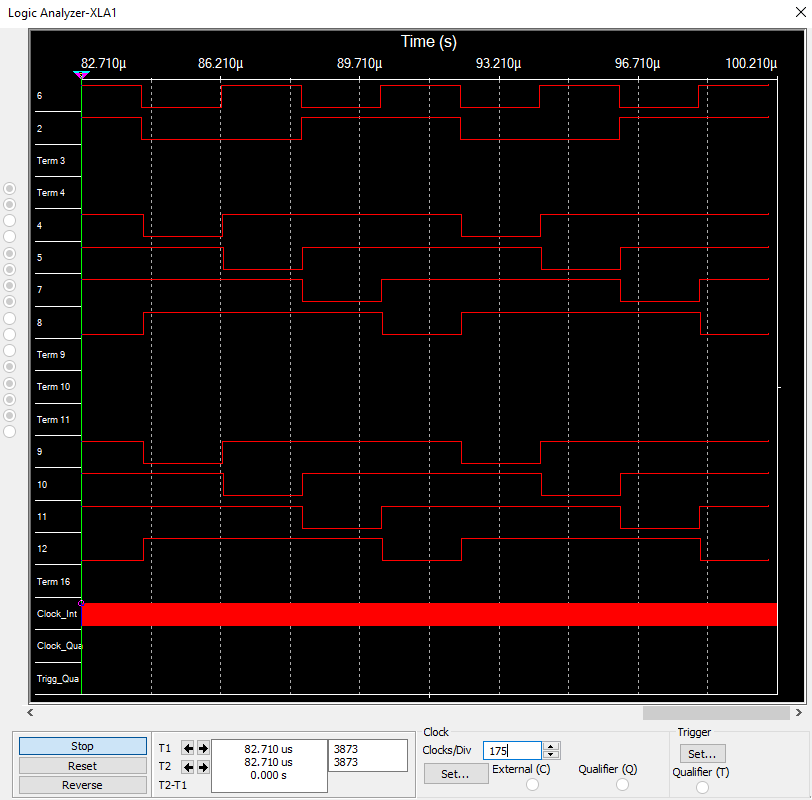 Logic Analyzer-XLA1
Time (s)
82.710µ 86.210µ 89.710µ 93.210µ 96.710µ 100.210µ
6
2
Term 3
Term 4
4
5
7
8
Term 9
Term 10
Term 11
9
10
11
12
Term 16
Clock_Int
Clock_Qua
Trigg_Qua
Stop
Reset
Reverse
T1 82.710 us 3873
T2 82.710 us 3873
T2-T1 0.000 s
Clock
Clocks/Div 175
Set... External (C) Qualifier (Q)
Trigger
Set...
Qualifier (T)